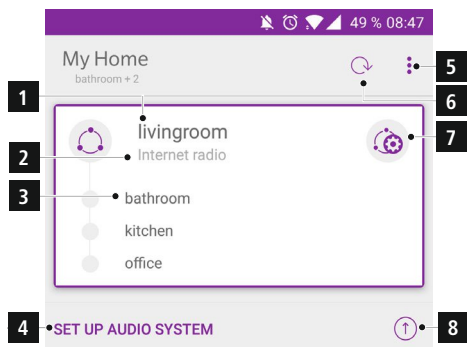 49 % 08:47
My Home
bathroom + 2
5
6
1
livingroom
7
2
Internet radio
3
bathroom
kitchen
office
4
SET UP AUDIO SYSTEM
8